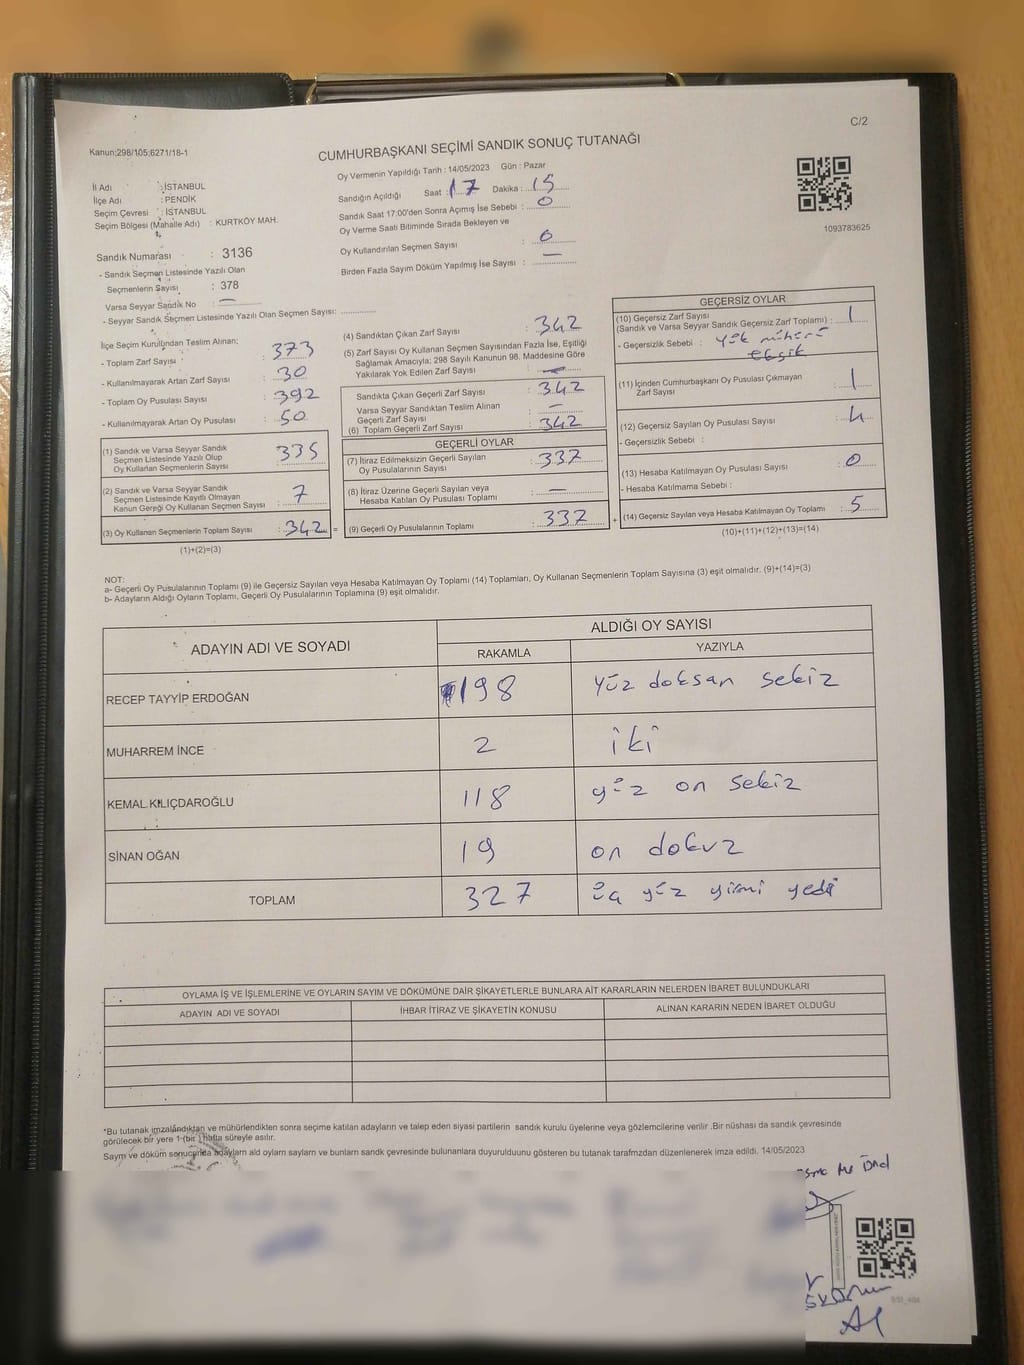 C/2
Kanun:298/105;6271/18-1
CUMHURBAŞKANI SEÇİMİ SANDIK SONUÇ TUTANAĞI
Oy Vermenin Yapıldığı Tarih : 14/05/2023 Gün : Pazar
İl Adı : İSTANBUL
İlçe Adı : PENDİK
Seçim Çevresi : İSTANBUL
Seçim Bölgesi (Mahalle Adı) : KURTKÖY MAH.
Sandığın Açıldığı Saat : 17 Dakika : 15
Sandık Saat 17:00'den Sonra Açımış İse Sebebi : 0
Oy Verme Saati Bitiminde Sırada Bekleyen ve
Oy Kullandırılan Seçmen Sayısı : 0
Birden Fazla Sayım Döküm Yapılmış İse Sayısı : —
1093783625
Sandık Numarası : 3136
- Sandık Seçmen Listesinde Yazılı Olan
Seçmenlerin Sayısı : 378
Varsa Seyyar Sandık No : —
- Seyyar Sandık Seçmen Listesinde Yazılı Olan Seçmen Sayısı:
İlçe Seçim Kurulundan Teslim Alınan;
- Toplam Zarf Sayısı : 373
- Kullanılmayarak Artan Zarf Sayısı : 30
- Toplam Oy Pusulası Sayısı : 392
- Kullanılmayarak Artan Oy Pusulası : 50
(1) Sandık ve Varsa Seyyar Sandık
Seçmen Listesinde Yazılı Olup
Oy Kullanan Seçmenlerin Sayısı : 335
(2) Sandık ve Varsa Seyyar Sandık
Seçmen Listesinde Kayıtlı Olmayan
Kanun Gereği Oy Kullanan Seçmen Sayısı : 7
(3) Oy Kullanan Seçmenlerin Toplam Sayısı : 342 =
(1)+(2)=(3)
(4) Sandıktan Çıkan Zarf Sayısı : 342
(5) Zarf Sayısı Oy Kullanan Seçmen Sayısından Fazla İse, Eşitliği
Sağlamak Amacıyla; 298 Sayılı Kanunun 98. Maddesine Göre
Yakılarak Yok Edilen Zarf Sayısı : —
Sandıkta Çıkan Geçerli Zarf Sayısı : 342
Varsa Seyyar Sandıktan Teslim Alınan
Geçerli Zarf Sayısı : —
(6) Toplam Geçerli Zarf Sayısı : 342
GEÇERLİ OYLAR
(7) İtiraz Edilmeksizin Geçerli Sayılan
Oy Pusulalarının Sayısı : 337
(8) İtiraz Üzerine Geçerli Sayılan veya
Hesaba Katılan Oy Pusulası Toplamı : —
(9) Geçerli Oy Pusulalarının Toplamı : 337 +
GEÇERSİZ OYLAR
(10) Geçersiz Zarf Sayısı
(Sandık ve Varsa Seyyar Sandık Geçersiz Zarf Toplamı) : 1
- Geçersizlik Sebebi : ysk mührü
eksik
(11) İçinden Cumhurbaşkanı Oy Pusulası Çıkmayan
Zarf Sayısı : 1
(12) Geçersiz Sayılan Oy Pusulası Sayısı : 4
- Geçersizlik Sebebi :
(13) Hesaba Katılmayan Oy Pusulası Sayısı : 0
- Hesaba Katılmama Sebebi :
(14) Geçersiz Sayılan veya Hesaba Katılmayan Oy Toplamı : 5
(10)+(11)+(12)+(13)=(14)
NOT:
a- Geçerli Oy Pusulalarının Toplamı (9) ile Geçersiz Sayılan veya Hesaba Katılmayan Oy Toplamı (14) Toplamları, Oy Kullanan Seçmenlerin Toplam Sayısına (3) eşit olmalıdır. (9)+(14)=(3)
b- Adayların Aldığı Oyların Toplamı, Geçerli Oy Pusulalarının Toplamına (9) eşit olmalıdır.
ADAYIN ADI VE SOYADI ALDIĞI OY SAYISI
RAKAMLA YAZIYLA
RECEP TAYYİP ERDOĞAN 198 yüz doksan sekiz
MUHARREM İNCE 2 iki
KEMAL KILIÇDAROĞLU 118 yüz on sekiz
SİNAN OĞAN 19 on dokuz
TOPLAM 327 üç yüz yirmi yedi
OYLAMA İŞ VE İŞLEMLERİNE VE OYLARIN SAYIM VE DÖKÜMÜNE DAİR ŞİKAYETLERLE BUNLARA AİT KARARLARIN NELERDEN İBARET BULUNDUKLARI
ADAYIN ADI VE SOYADI İHBAR İTİRAZ VE ŞİKAYETİN KONUSU ALINAN KARARIN NEDEN İBARET OLDUĞU
*Bu tutanak imzalandıktan ve mühürlendikten sonra seçime katılan adayların ve talep eden siyasi partilerin sandık kurulu üyelerine veya gözlemcilerine verilir .Bir nüshası da sandık çevresinde
görülecek bir yere 1 (bir ) hafta süreyle asılır.
Sayım ve döküm sonucunda adayların ald oyların sayların ve bunların sandk çevresinde bulunanlara duyurulduunu gösteren bu tutanak tarafmzdan düzenlenerek imza edildi. 14/05/2023